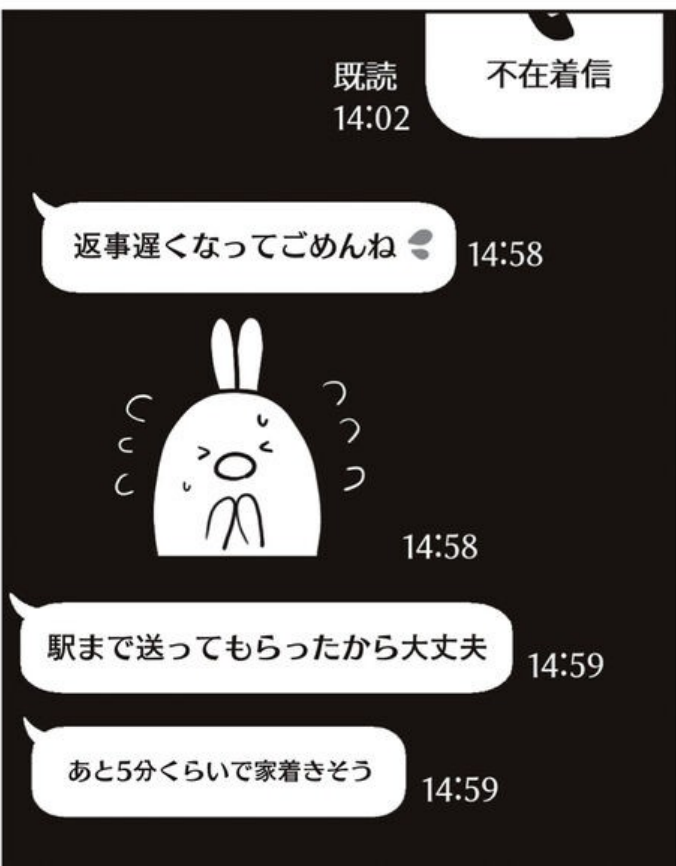 不在着信
既読
14:02
返事遅くなってごめんね
14:58
14:58
駅まで送ってもらったから大丈夫
14:59
あと5分くらいで家着きそう
14:59